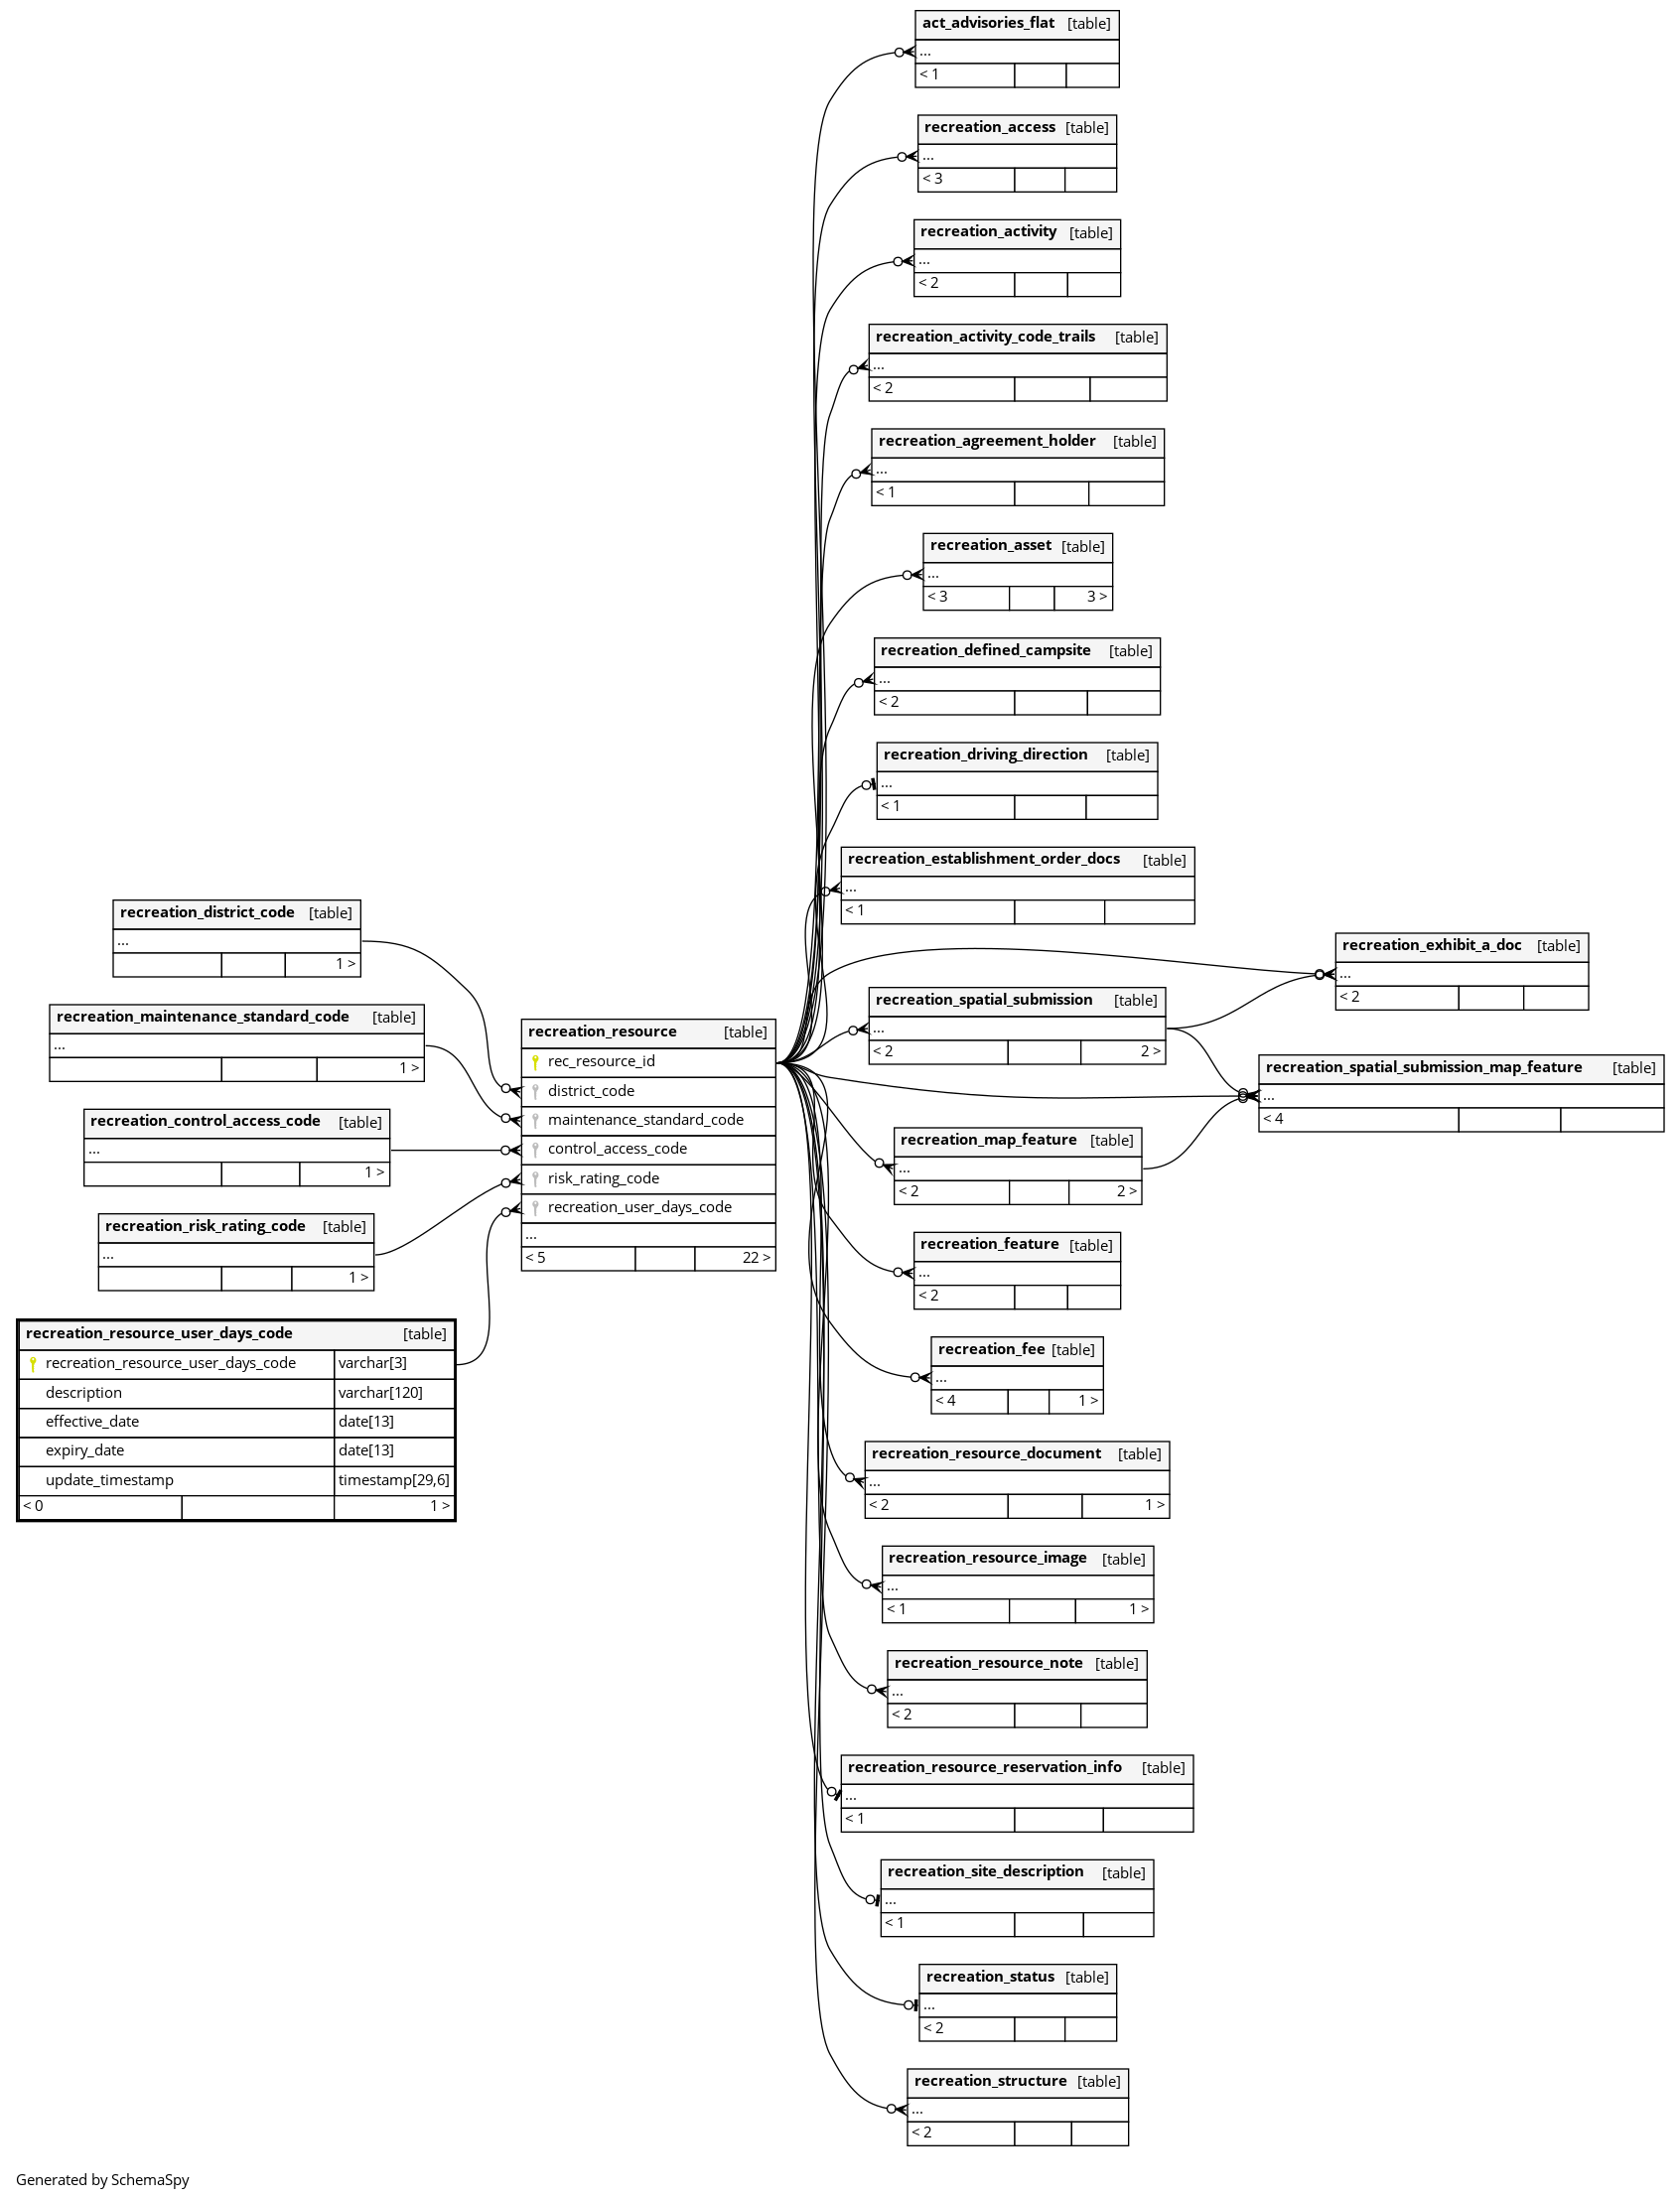 act_advisories_flat [table]
...
< 1
recreation_access [table]
...
< 3
recreation_activity [table]
...
< 2
recreation_activity_code_trails [table]
...
< 2
recreation_agreement_holder [table]
...
< 1
recreation_asset [table]
...
< 3 3 >
recreation_defined_campsite [table]
...
< 2
recreation_driving_direction [table]
...
< 1
recreation_establishment_order_docs [table]
...
< 1
recreation_district_code [table]
...
1 >
recreation_maintenance_standard_code [table]
...
1 >
recreation_control_access_code [table]
...
1 >
recreation_risk_rating_code [table]
...
1 >
recreation_resource_user_days_code [table]
recreation_resource_user_days_code varchar[3]
description varchar[120]
effective_date date[13]
expiry_date date[13]
update_timestamp timestamp[29,6]
< 0 1 >
recreation_resource [table]
rec_resource_id
district_code
maintenance_standard_code
control_access_code
risk_rating_code
recreation_user_days_code
...
< 5 22 >
recreation_exhibit_a_doc [table]
...
< 2
recreation_spatial_submission [table]
...
< 2 2 >
recreation_spatial_submission_map_feature [table]
...
< 4
recreation_map_feature [table]
...
< 2 2 >
recreation_feature [table]
...
< 2
recreation_fee [table]
...
< 4 1 >
recreation_resource_document [table]
...
< 2 1 >
recreation_resource_image [table]
...
< 1 1 >
recreation_resource_note [table]
...
< 2
recreation_resource_reservation_info [table]
...
< 1
recreation_site_description [table]
...
< 1
recreation_status [table]
...
< 2
recreation_structure [table]
...
< 2
Generated by SchemaSpy